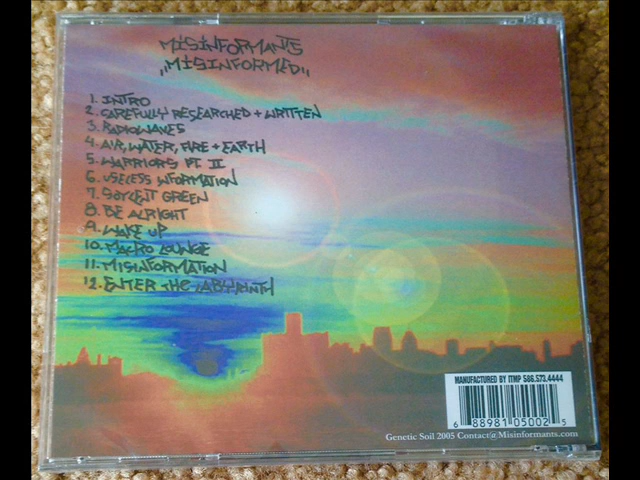 MISINFORMANTS
"MISINFORMED"
1. INTRO
2. CAREFULLY RESEARCHED + WRITTEN
3. RADIOWAVES
4. AIR, WATER, FIRE + EARTH
5. WARRIORS PT. II
6. USELESS INFORMATION
7. SOYLENT GREEN
8. BE ALRIGHT
9. WAKE UP
10. MACRO LOUNGE
11. MISINFORMATION
12. ENTER THE LABYRINTH
MANUFACTURED BY ITMP 586.573.4444
6 88981 05002 5
Genetic Soil 2005 Contact@Misinformants.com